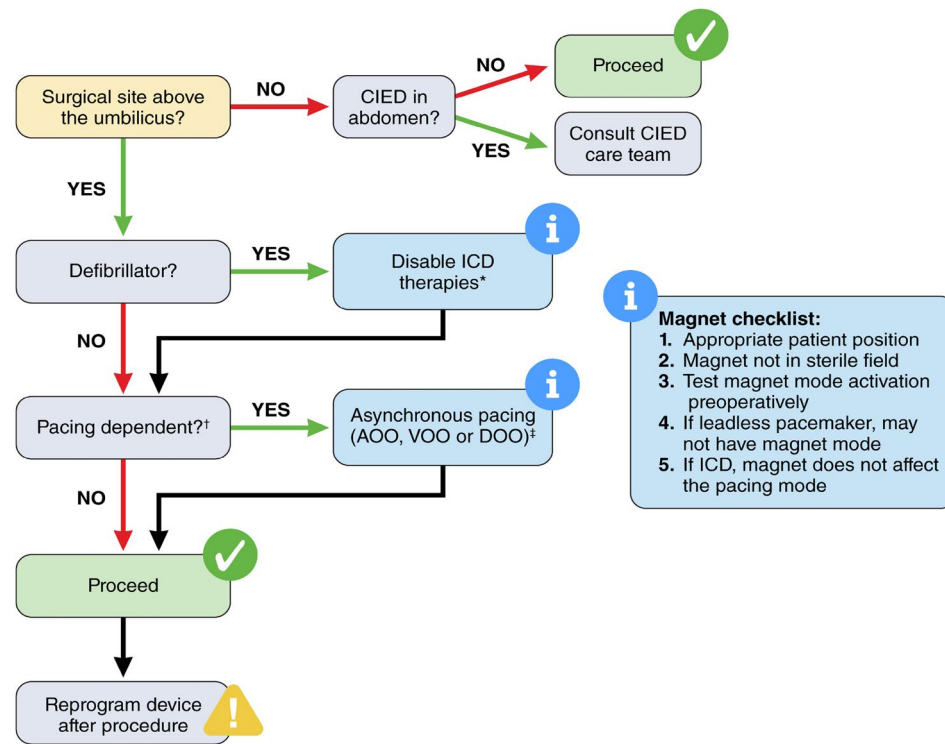 Surgical site above
the umbilicus?
NO
CIED in
abdomen?
NO
Proceed
YES
Consult CIED
care team
YES
Defibrillator?
YES
Disable ICD
therapies*
NO
Pacing dependent?†
YES
Asynchronous pacing
(AOO, VOO or DOO)‡
NO
Proceed
Reprogram device
after procedure
!
i
i
i
Magnet checklist:
1. Appropriate patient position
2. Magnet not in sterile field
3. Test magnet mode activation
preoperatively
4. If leadless pacemaker, may
not have magnet mode
5. If ICD, magnet does not affect
the pacing mode